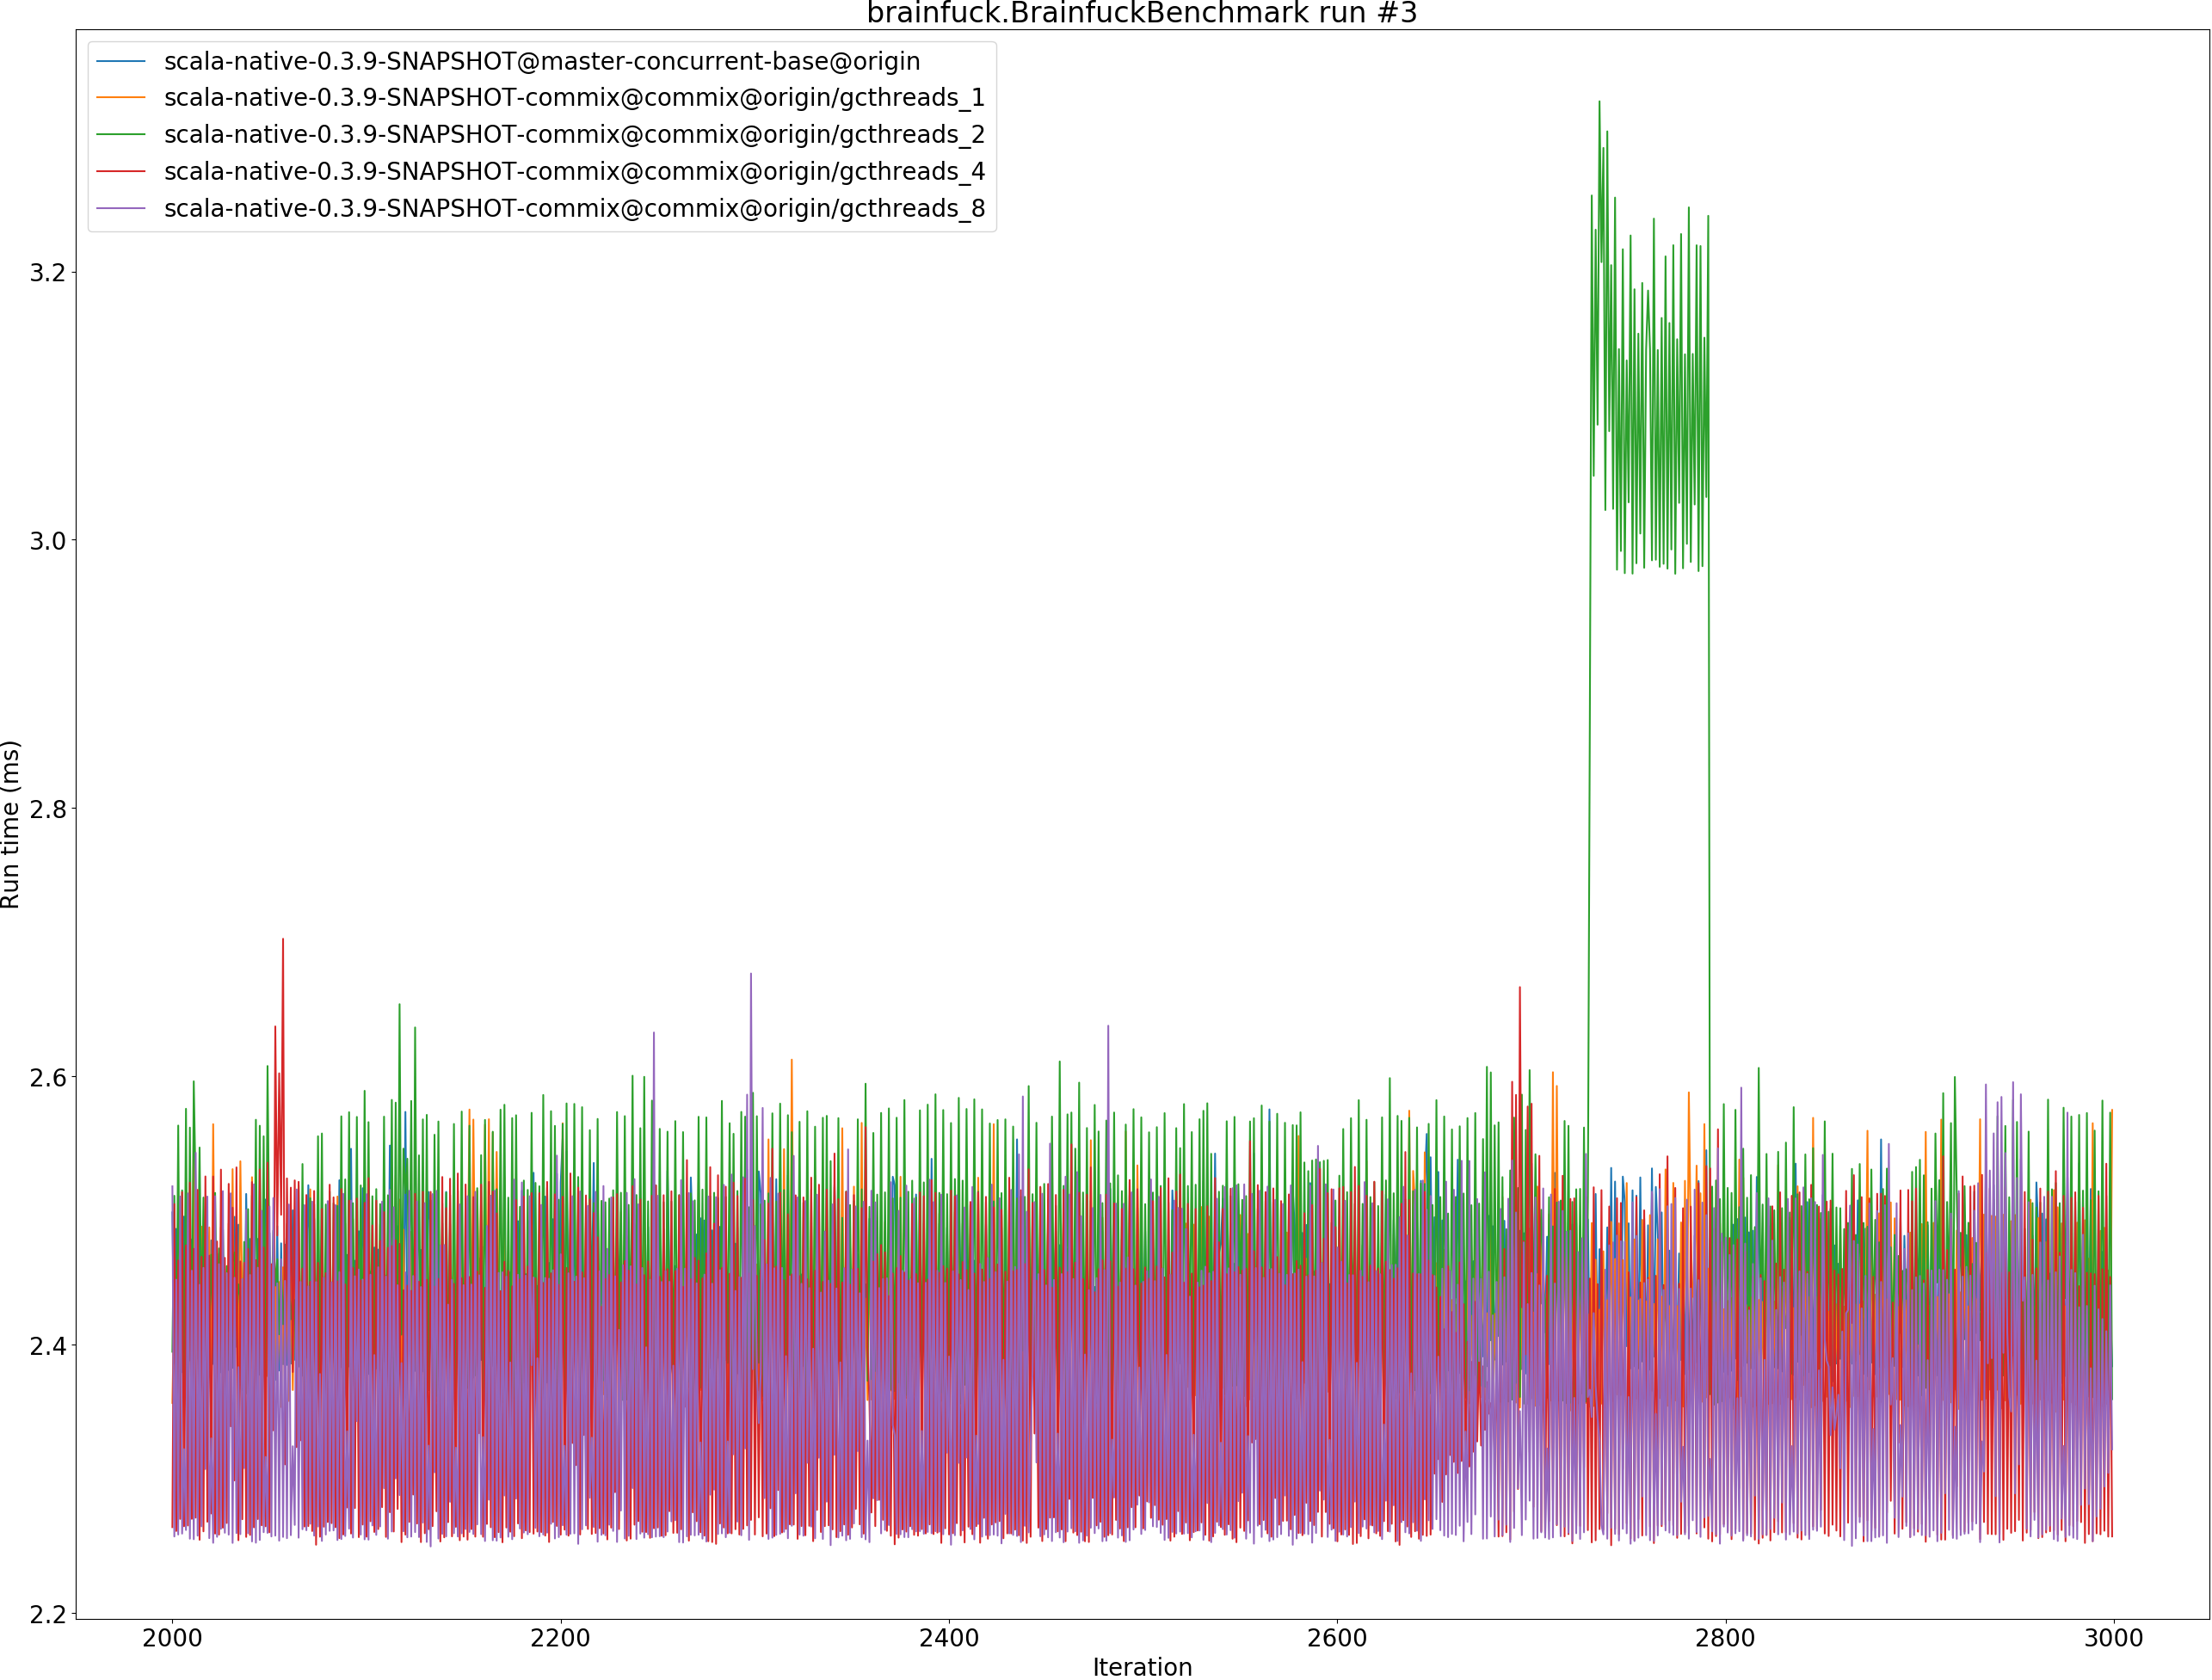 brainfuck.BrainfuckBenchmark run #3
scala-native-0.3.9-SNAPSHOT@master-concurrent-base@origin
scala-native-0.3.9-SNAPSHOT-commix@commix@origin/gcthreads_1
scala-native-0.3.9-SNAPSHOT-commix@commix@origin/gcthreads_2
scala-native-0.3.9-SNAPSHOT-commix@commix@origin/gcthreads_4
scala-native-0.3.9-SNAPSHOT-commix@commix@origin/gcthreads_8
Run time (ms)
3.2
3.0
2.8
2.6
2.4
2.2
2000
2200
2400
2600
2800
3000
Iteration